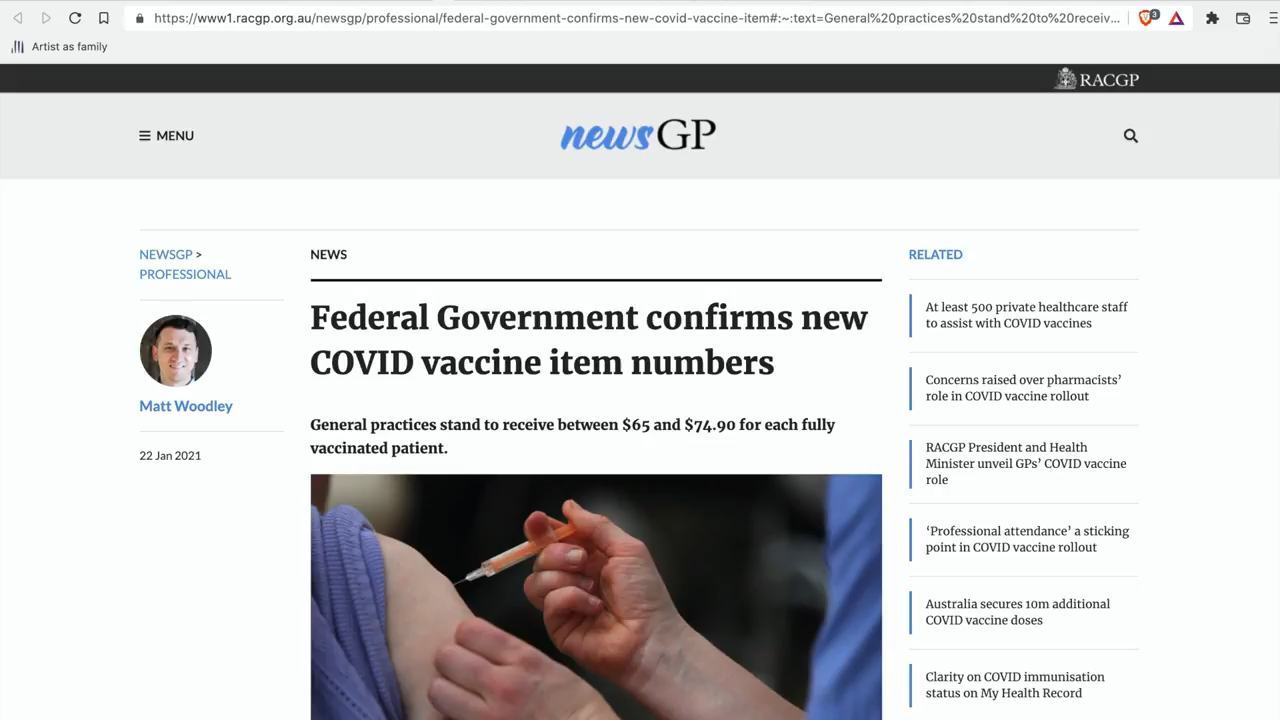 https://www1.racgp.org.au/newsgp/professional/federal-government-confirms-new-covid-vaccine-item#:~:text=General%20practices%20stand%20to%20receiv...
3
Artist as family
RACGP
MENU
newsGP
NEWSGP >
PROFESSIONAL
Matt Woodley
22 Jan 2021
NEWS
Federal Government confirms new
COVID vaccine item numbers
General practices stand to receive between $65 and $74.90 for each fully
vaccinated patient.
RELATED
At least 500 private healthcare staff
to assist with COVID vaccines
Concerns raised over pharmacists’
role in COVID vaccine rollout
RACGP President and Health
Minister unveil GPs’ COVID vaccine
role
‘Professional attendance’ a sticking
point in COVID vaccine rollout
Australia secures 10m additional
COVID vaccine doses
Clarity on COVID immunisation
status on My Health Record